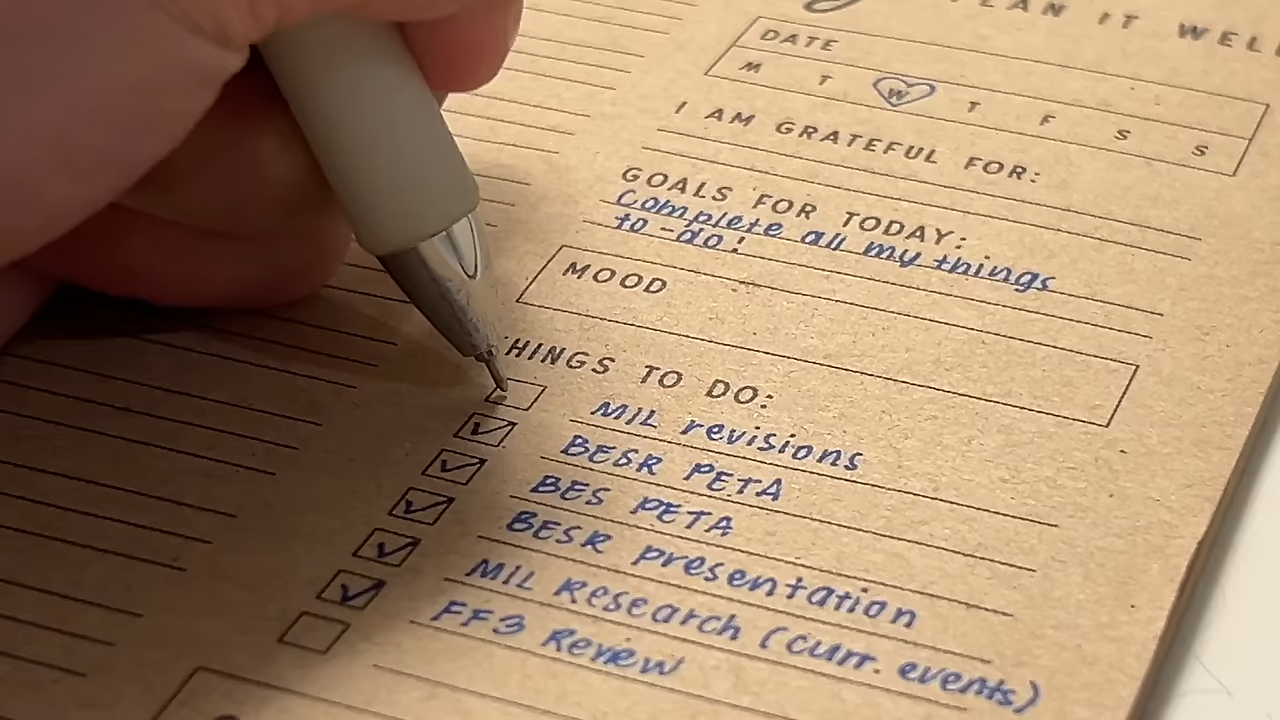 PLAN IT WELL
DATE
M T W T F S S
I AM GRATEFUL FOR:
GOALS FOR TODAY:
Complete all my things
to-do!
MOOD
THINGS TO DO:
MIL revisions
BESR PETA
BES PETA
BESR presentation
MIL Research (curr. events)
FF3 Review